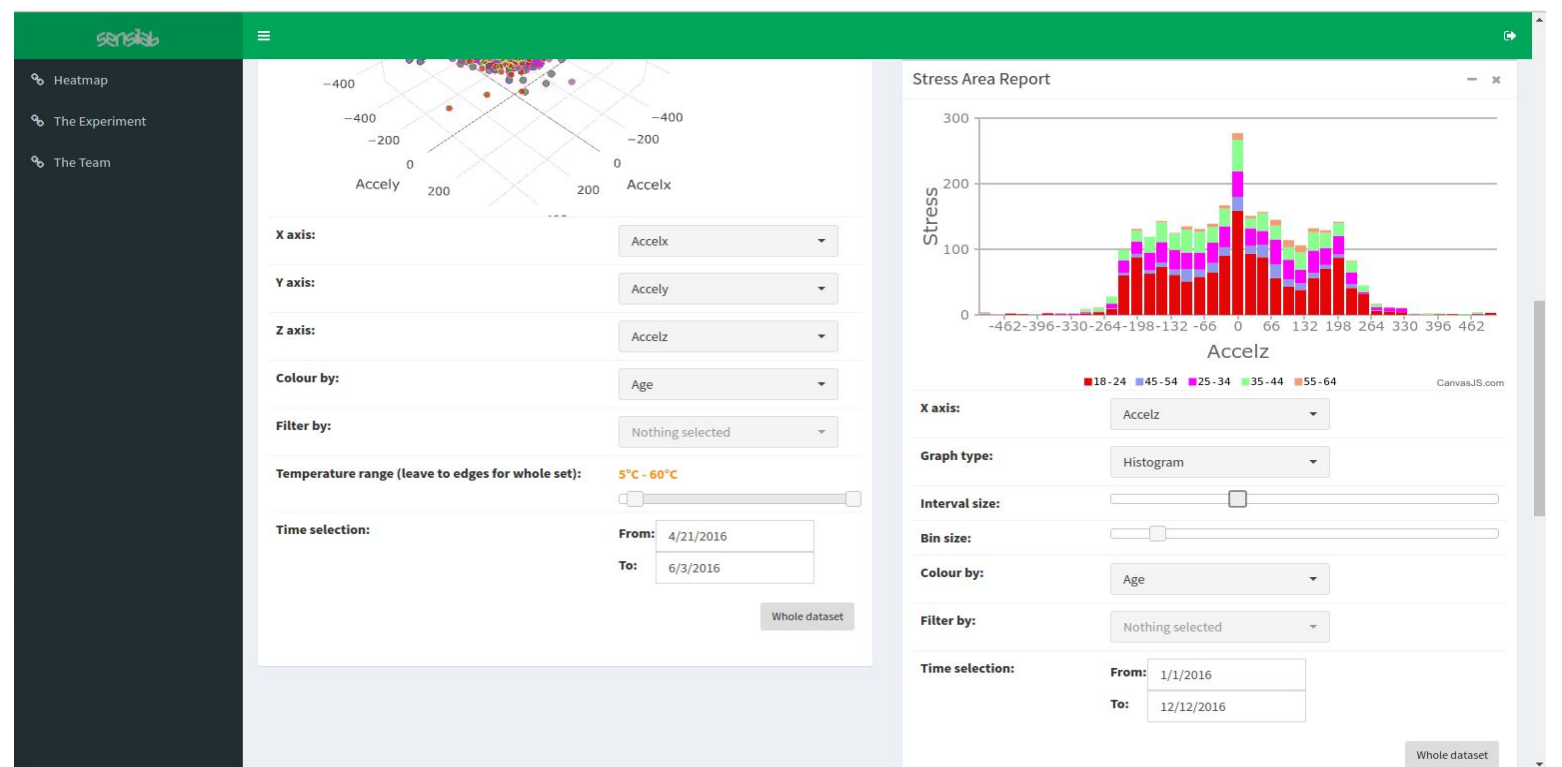 senslab
Heatmap
The Experiment
The Team
−400
−400 −400
−200 −200
0 0
Accely 200 200 Accelx
X axis: Accelx
Y axis: Accely
Z axis: Accelz
Colour by: Age
Filter by: Nothing selected
Temperature range (leave to edges for whole set): 5°C - 60°C
Time selection: From: 4/21/2016
To: 6/3/2016
Whole dataset
Stress Area Report
300
200
100
0
Stress
-462 -396 -330 -264 -198 -132 -66 0 66 132 198 264 330 396 462
Accelz
18-24 45-54 25-34 35-44 55-64
CanvasJS.com
X axis: Accelz
Graph type: Histogram
Interval size:
Bin size:
Colour by: Age
Filter by: Nothing selected
Time selection: From: 1/1/2016
To: 12/12/2016
Whole dataset